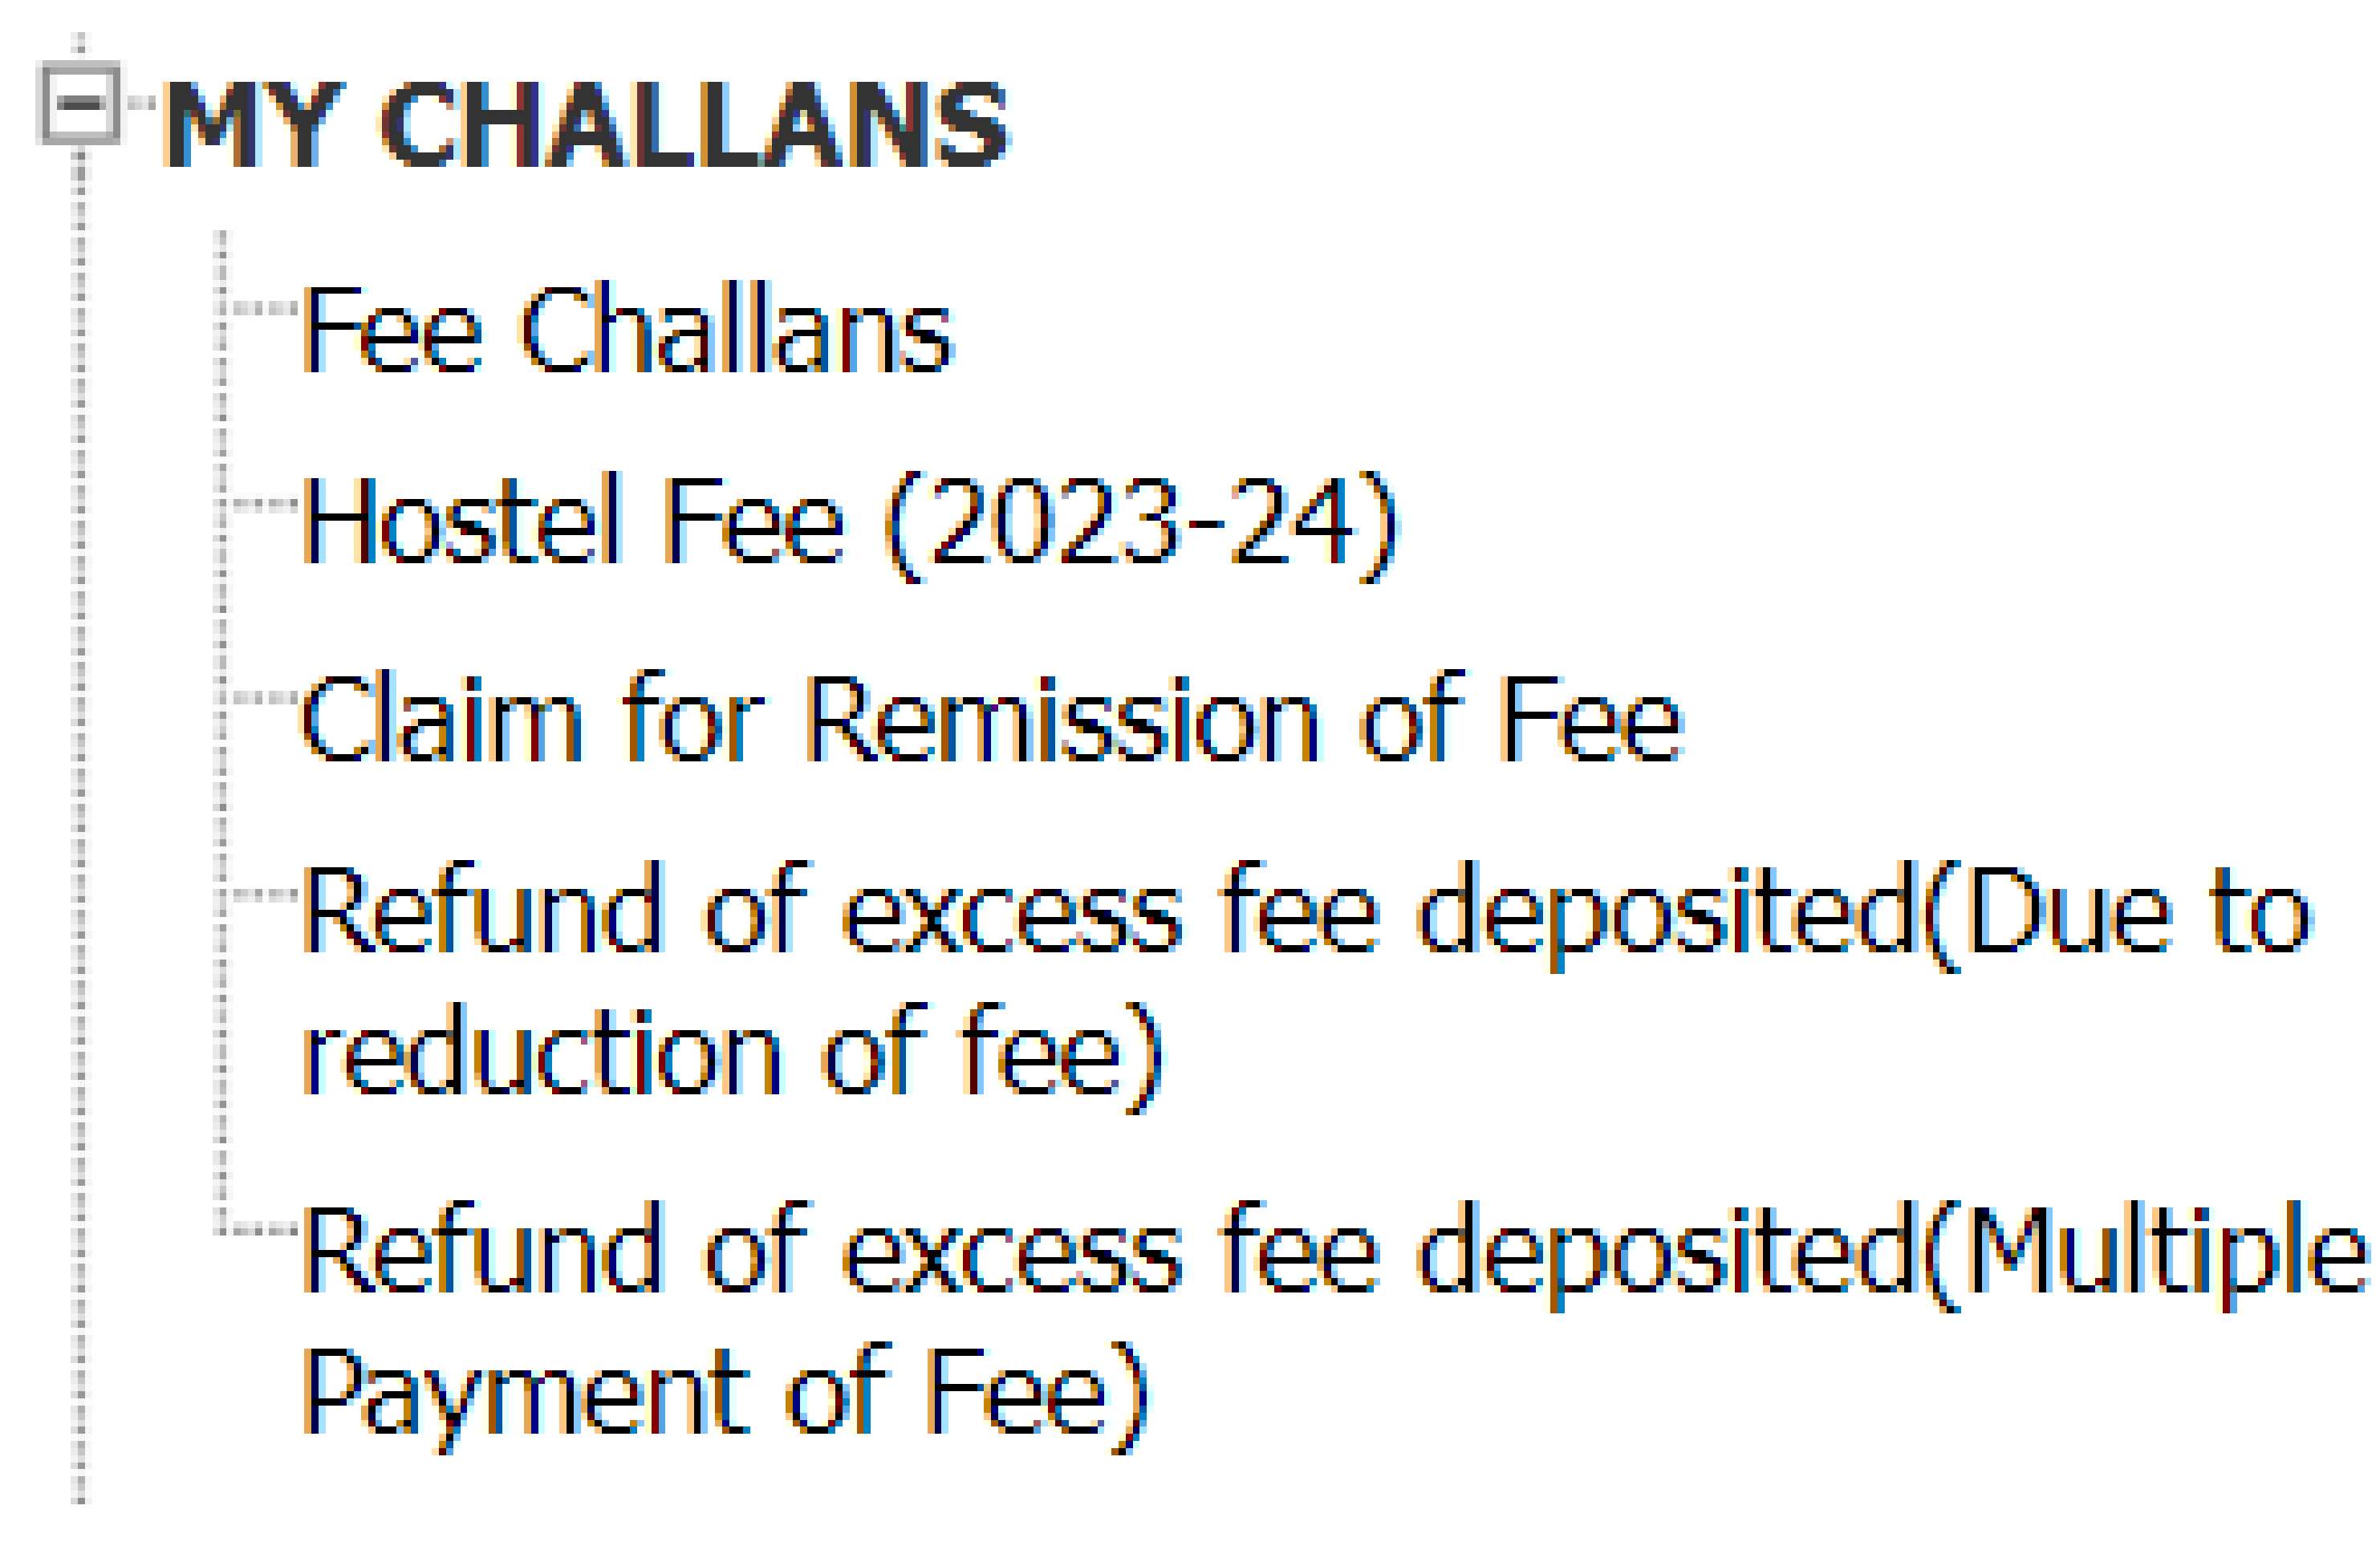 MY CHALLANS
Fee Challans
Hostel Fee (2023-24)
Claim for Remission of Fee
Refund of excess fee deposited(Due to
reduction of fee)
Refund of excess fee deposited(Multiple
Payment of Fee)